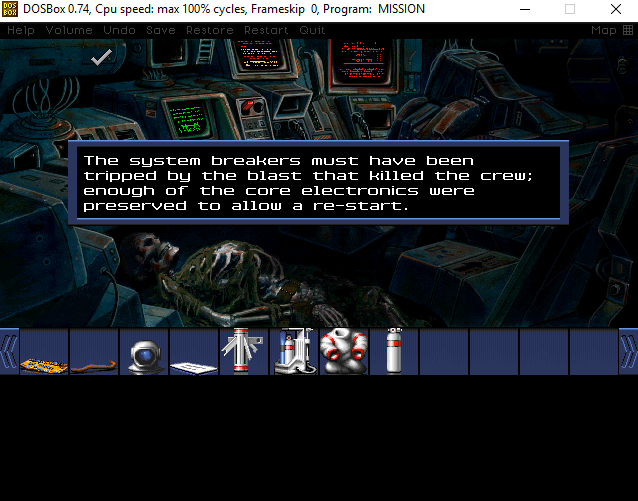 DOS
BOX
DOSBox 0.74, Cpu speed: max 100% cycles, Frameskip 0, Program: MISSION
Help Volume Undo Save Restore Restart Quit Map
The system breakers must have been
tripped by the blast that killed the crew;
enough of the core electronics were
preserved to allow a re-start.